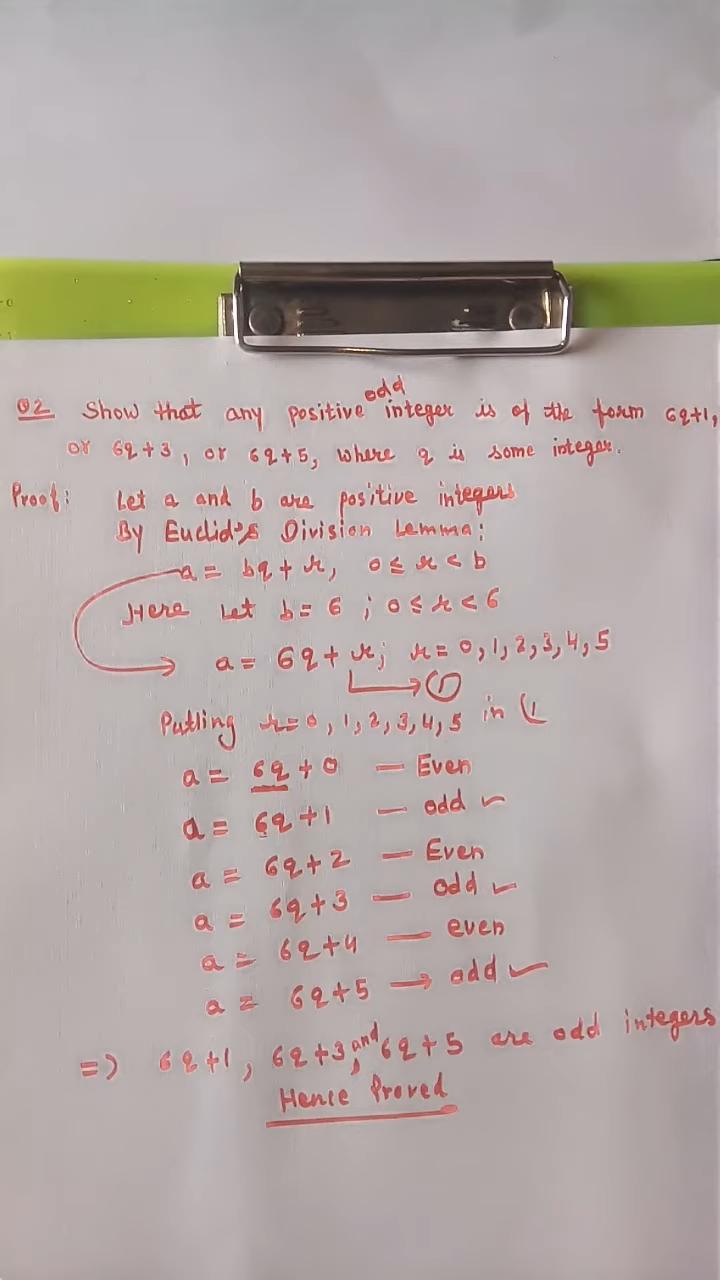 Q2 Show that any positive odd integer is of the form 6q+1,
or 6q+3, or 6q+5, where q is some integer.
Proof: Let a and b are positive integers
By Euclid's Division Lemma:
a = bq + r, 0 ≤ r < b
Here Let b = 6 ; 0 ≤ r < 6
a = 6q + r; r = 0, 1, 2, 3, 4, 5
→ ①
Putting r = 0, 1, 2, 3, 4, 5 in (1
a = 6q + 0 — Even
a = 6q + 1 — odd ✓
a = 6q + 2 — Even
a = 6q + 3 — odd ✓
a = 6q + 4 — even
a = 6q + 5 → odd ✓
=> 6q+1, 6q+3, and 6q+5 are odd integers
Hence Proved